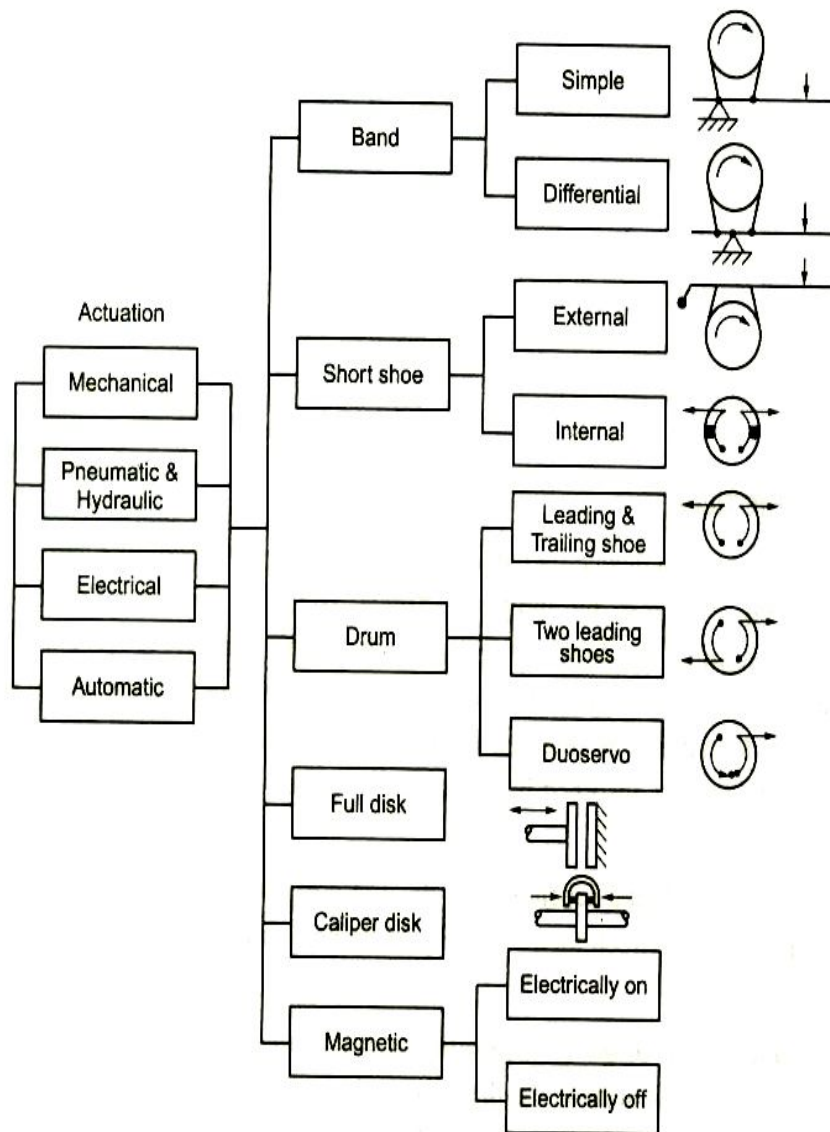 Actuation
Mechanical
Pneumatic &
Hydraulic
Electrical
Automatic
Band
Simple
Differential
Short shoe
External
Internal
Drum
Leading &
Trailing shoe
Two leading
shoes
Duoservo
Full disk
Caliper disk
Magnetic
Electrically on
Electrically off